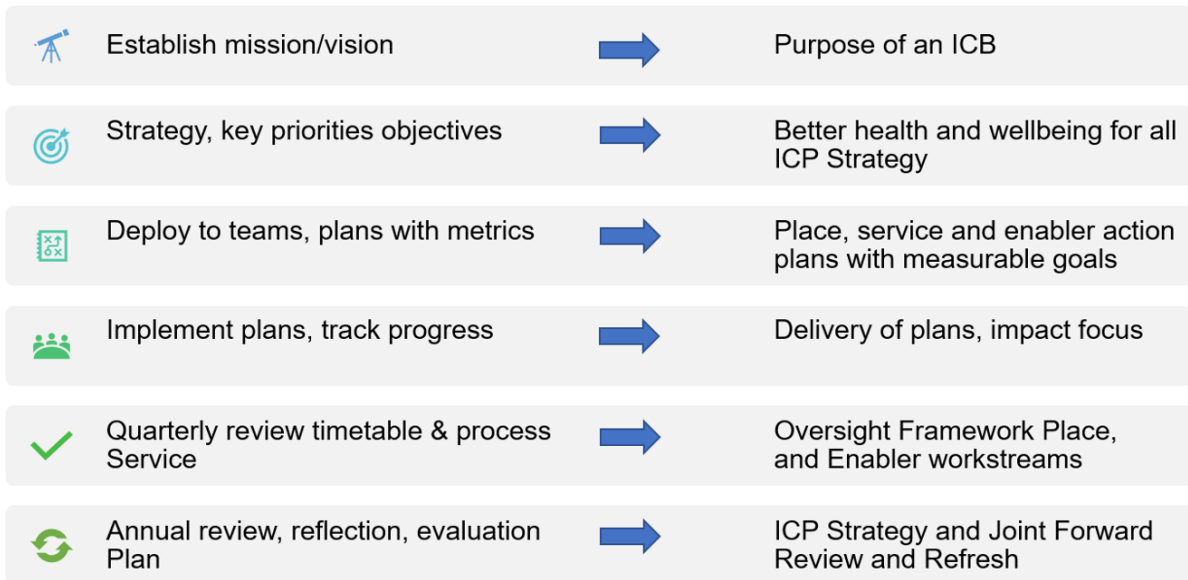 Establish mission/vision
Purpose of an ICB
Strategy, key priorities objectives
Better health and wellbeing for all
ICP Strategy
Deploy to teams, plans with metrics
Place, service and enabler action
plans with measurable goals
Implement plans, track progress
Delivery of plans, impact focus
Quarterly review timetable & process
Service
Oversight Framework Place,
and Enabler workstreams
Annual review, reflection, evaluation
Plan
ICP Strategy and Joint Forward
Review and Refresh